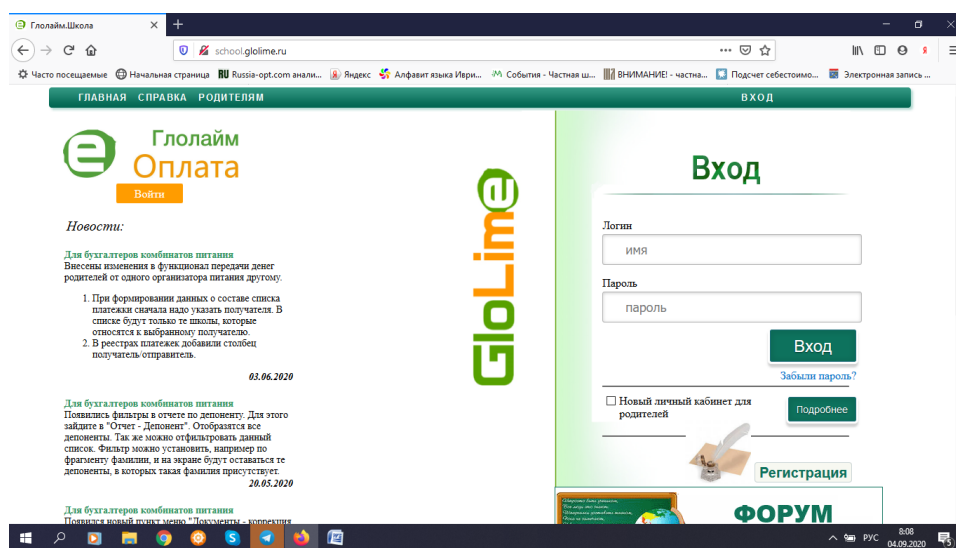 Глолайм.Школа
school.glolime.ru
Часто посещаемые
Начальная страница
Russia-opt.com анали...
Яндекс
Алфавит языка Иври...
События - Частная ш...
ВНИМАНИЕ! - частна...
Подсчет себестоимо...
Электронная запись ...
ГЛАВНАЯ СПРАВКА РОДИТЕЛЯМ
ВХОД
Глолайм
Оплата
Войти
Новости:
Для бухгалтеров комбинатов питания
Внесены изменения в функционал передачи денег
родителей от одного организатора питания другому.
1. При формировании данных о составе списка
платежки сначала надо указать получателя. В
списке будут только те школы, которые
относятся к выбранному получателю.
2. В реестрах платежек добавили столбец
получатель/отправитель.
03.06.2020
Для бухгалтеров комбинатов питания
Появились фильтры в отчете по депоненту. Для этого
зайдите в "Отчет - Депонент". Отобразятся все
депоненты. Так же можно отфильтровать данный
список. Фильтр можно установить, например по
фрагменту фамилии, и на экране будут оставаться те
депоненты, в которых такая фамилия присутствует.
20.05.2020
Для бухгалтеров комбинатов питания
Появился новый пункт меню "Документы - коррекция
GloLime
Вход
Логин
имя
Пароль
пароль
Вход
Забыли пароль?
Новый личный кабинет для
родителей
Подробнее
Регистрация
ФОРУМ
РУС
8:08
04.09.2020